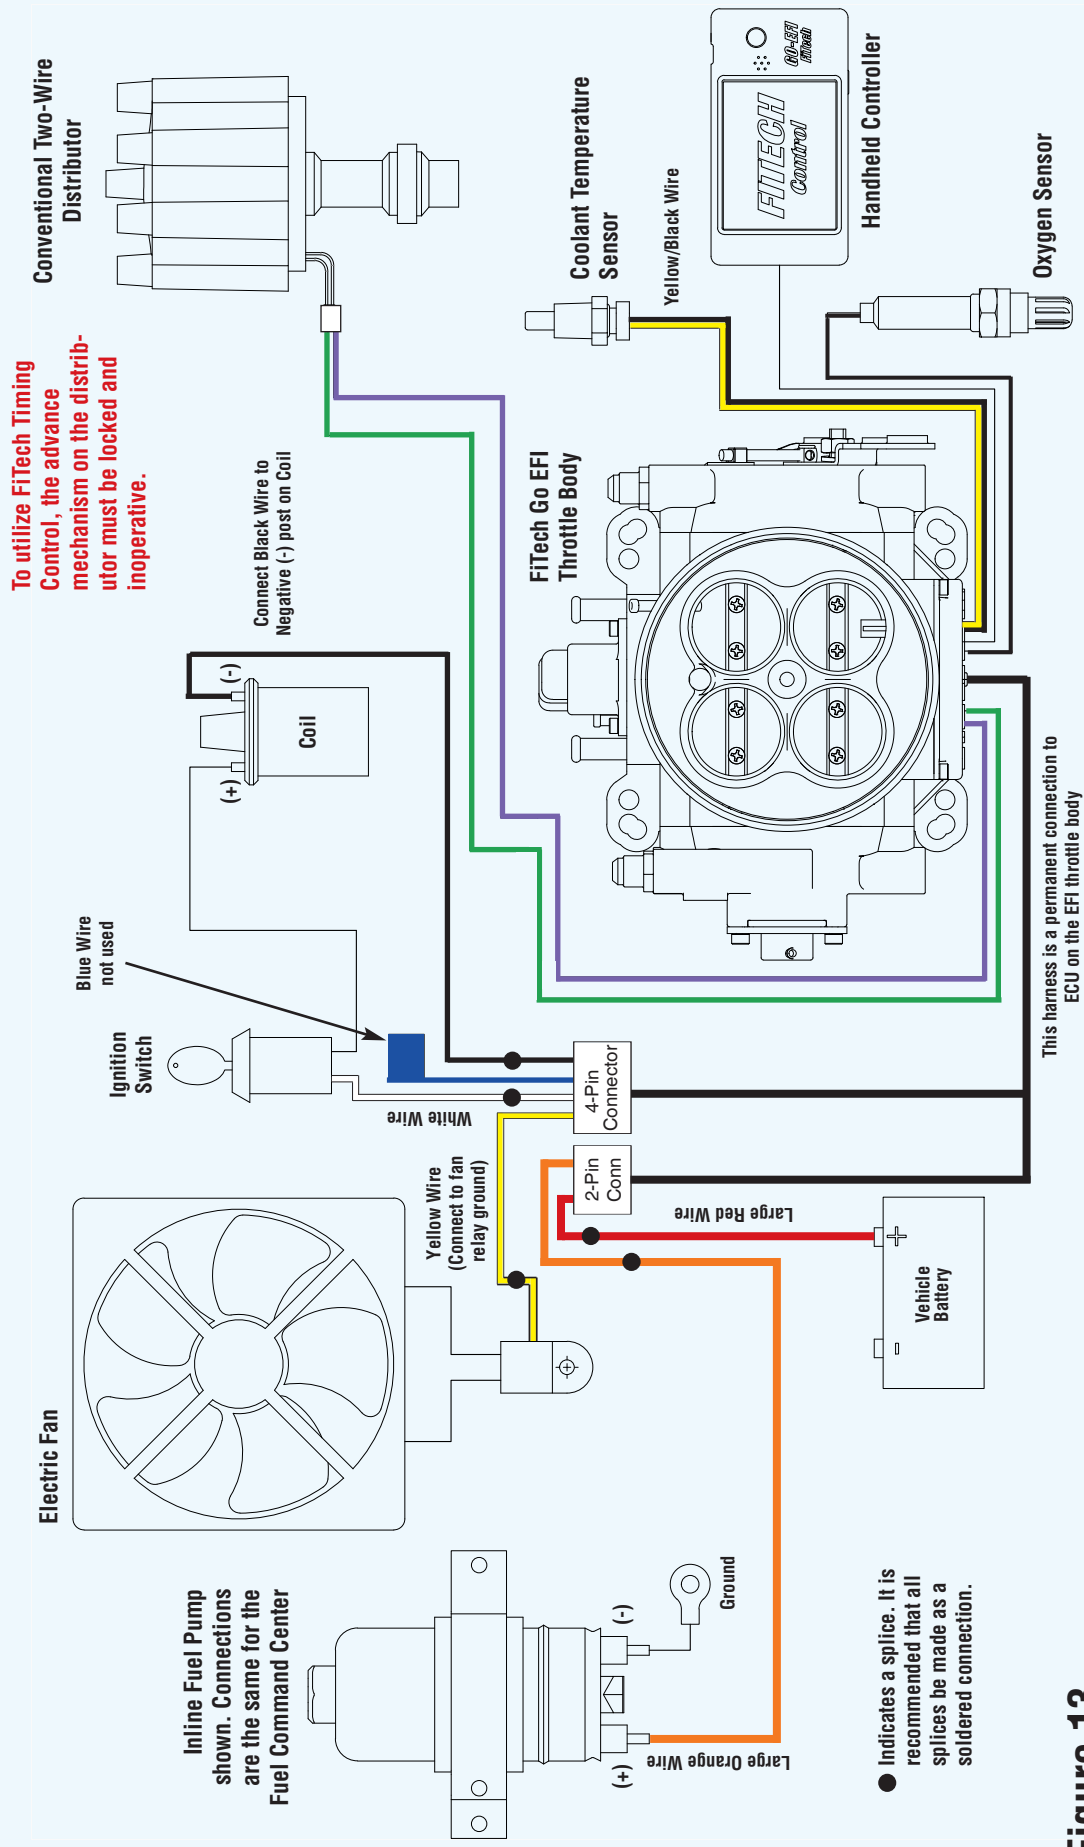 Conventional Two-Wire
Distributor
To utilize FiTech Timing
Control, the advance
mechanism on the distrib-
utor must be locked and
inoperative.
Coolant Temperature
Sensor
Yellow/Black Wire
FITECH
Control
GO-EFI
FiTech
Handheld Controller
Oxygen Sensor
Connect Black Wire to
Negative (-) post on Coil
FiTech Go EFI
Throttle Body
(-)
Coil
(+)
Blue Wire
not used
Ignition
Switch
White Wire
4-Pin
Connector
2-Pin
Conn
This harness is a permanent connection to
ECU on the EFI throttle body
Yellow Wire
(Connect to fan
relay ground)
Large Red Wire
+
-
Vehicle
Battery
Electric Fan
Inline Fuel Pump
shown. Connections
are the same for the
Fuel Command Center
(-)
(+)
Ground
Large Orange Wire
Indicates a splice. It is
recommended that all
splices be made as a
soldered connection.
Figure 13